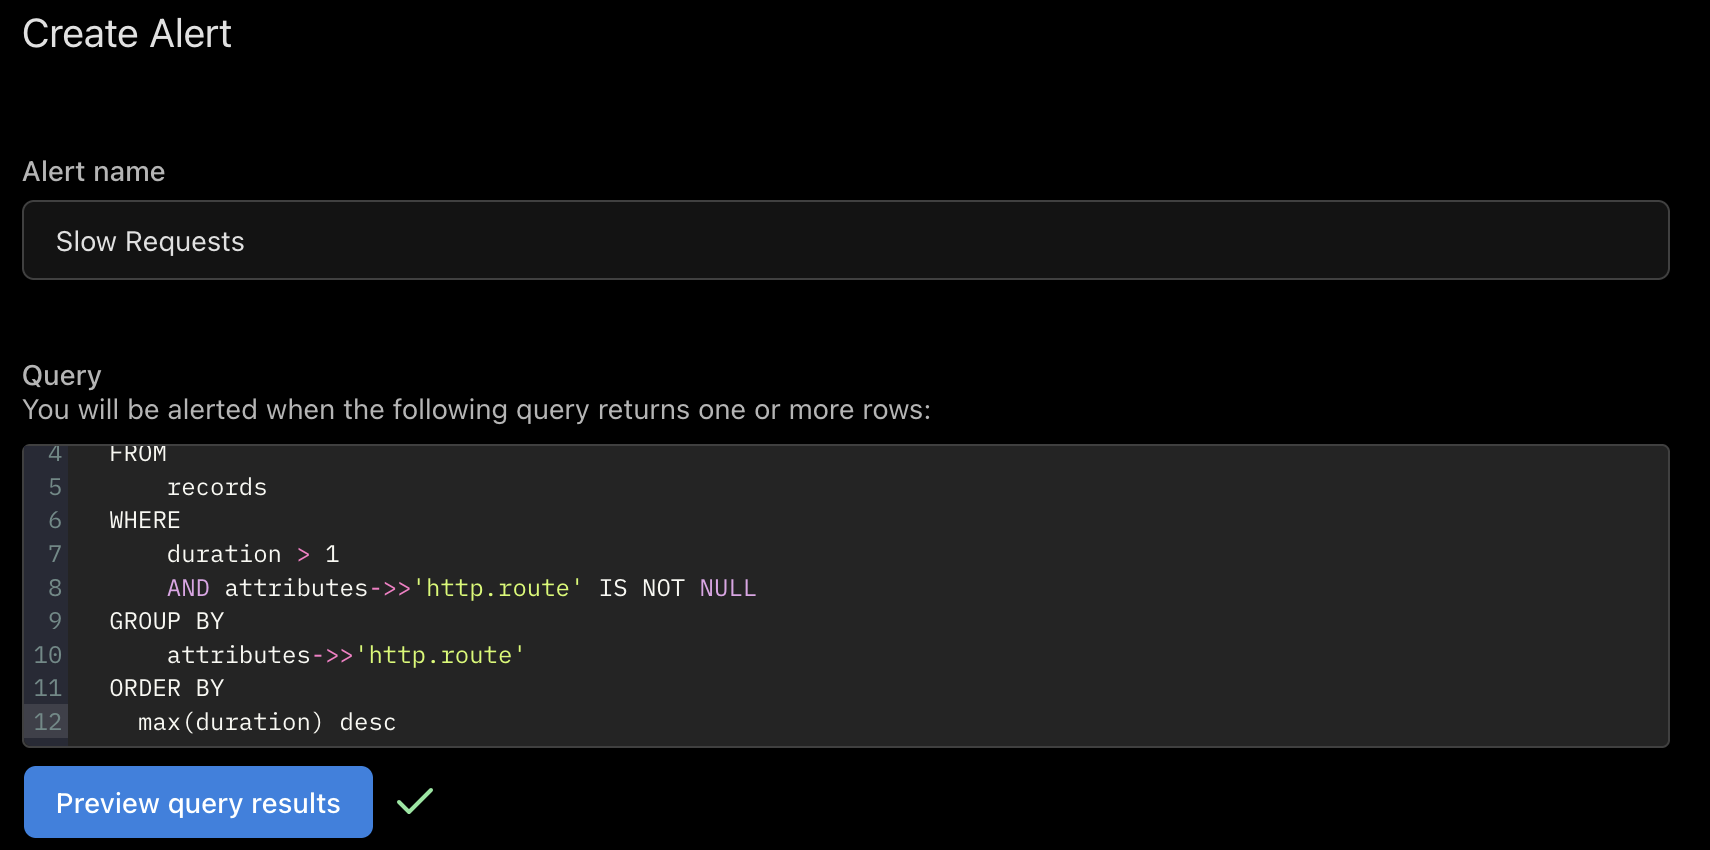 Create Alert
Alert name
Slow Requests
Query
You will be alerted when the following query returns one or more rows:
4 FROM
5 records
6 WHERE
7 duration > 1
8 AND attributes->>'http.route' IS NOT NULL
9 GROUP BY
10 attributes->>'http.route'
11 ORDER BY
12 max(duration) desc
Preview query results